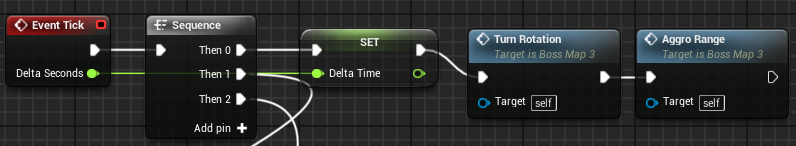 Event Tick
Delta Seconds
Sequence
Then 0
Then 1
Then 2
Add pin
SET
Delta Time
Turn Rotation
Target is Boss Map 3
Target self
Aggro Range
Target is Boss Map 3
Target self